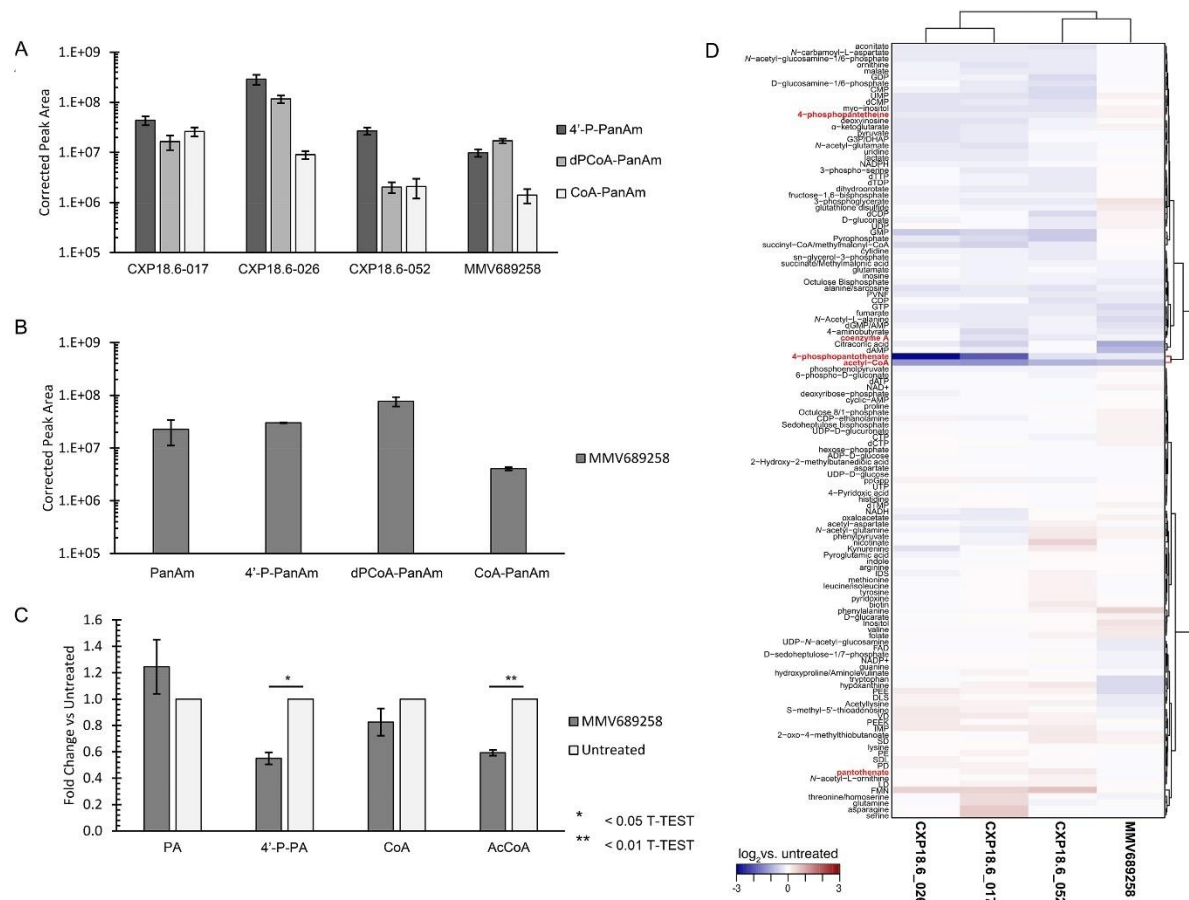 A
1.E+09
1.E+08
1.E+07
1.E+06
1.E+05
Corrected Peak Area
CXP18.6-017 CXP18.6-026 CXP18.6-052 MMV689258
4'-P-PanAm
dPCoA-PanAm
CoA-PanAm
B
1.E+09
1.E+08
1.E+07
1.E+06
1.E+05
Corrected Peak Area
PanAm 4'-P-PanAm dPCoA-PanAm CoA-PanAm
MMV689258
C
1.6
1.4
1.2
1.0
0.8
0.6
0.4
0.2
0.0
Fold Change vs Untreated
* **
PA 4'-P-PA CoA AcCoA
MMV689258
Untreated
* < 0.05 T-TEST
** < 0.01 T-TEST
D
aconitate
N-carbamoyl-L-aspartate
N-acetyl-glucosamine-1/6-phosphate
ornithine
malate
GDP
D-glucosamine-1/6-phosphate
CMP
UMP
dCMP
myo-inositol
4-phosphopantetheine
deoxyinosine
α-ketoglutarate
pyruvate
G3P/DHAP
N-acetyl-glutamate
uridine
lactate
NADPH
3-phospho-serine
dTTP
dTDP
dihydroorotate
fructose-1,6-bisphosphate
3-phosphoglycerate
glutathione disulfide
dCDP
D-gluconate
UDP
GMP
Pyrophosphate
succinyl-CoA/methylmalonyl-CoA
cytidine
sn-glycerol-3-phosphate
succinate/Methylmalonic acid
glutamate
inosine
Octulose Bisphosphate
alanine/sarcosine
PVNF
CDP
GTP
fumarate
N-Acetyl-L-alanine
dGMP/AMP
4-aminobutyrate
coenzyme A
Citraconic acid
dAMP
4-phosphopantothenate
acetyl-CoA
phosphoenolpyruvate
6-phospho-D-gluconate
dATP
NAD+
deoxyribose-phosphate
cyclic-AMP
proline
Octulose 8/1-phosphate
CDP-ethanolamine
Sedoheptulose bisphosphate
UDP-D-glucuronate
CTP
dCTP
hexose-phosphate
ADP-D-glucose
2-Hydroxy-2-methylbutanedioic acid
aspartate
UDP-D-glucose
ppGpp
UTP
4-Pyridoxic acid
histidine
dTMP
NADH
oxaloacetate
acetyl-aspartate
N-acetyl-glutamine
phenylpyruvate
nicotinate
Kynurenine
Pyroglutamic acid
indole
arginine
IDS
methionine
leucine/isoleucine
tyrosine
pyridoxine
biotin
phenylalanine
D-glucarate
Inositol
valine
folate
UDP-N-acetyl-glucosamine
FAD
D-sedoheptulose-1/7-phosphate
NADP+
guanine
hydroxyproline/Aminolevulinate
tryptophan
hypoxanthine
PEE
DLS
Acetyllysine
S-methyl-5'-thioadenosine
VD
PEEK
IMP
2-oxo-4-methylthiobutanoate
SD
lysine
PE
SDL
PD
pantothenate
N-acetyl-L-ornithine
LD
FMN
threonine/homoserine
glutamine
asparagine
serine
CXP18.6_026
CXP18.6_017
CXP18.6_052
MMV689258
log2 vs. untreated
-3 0 3